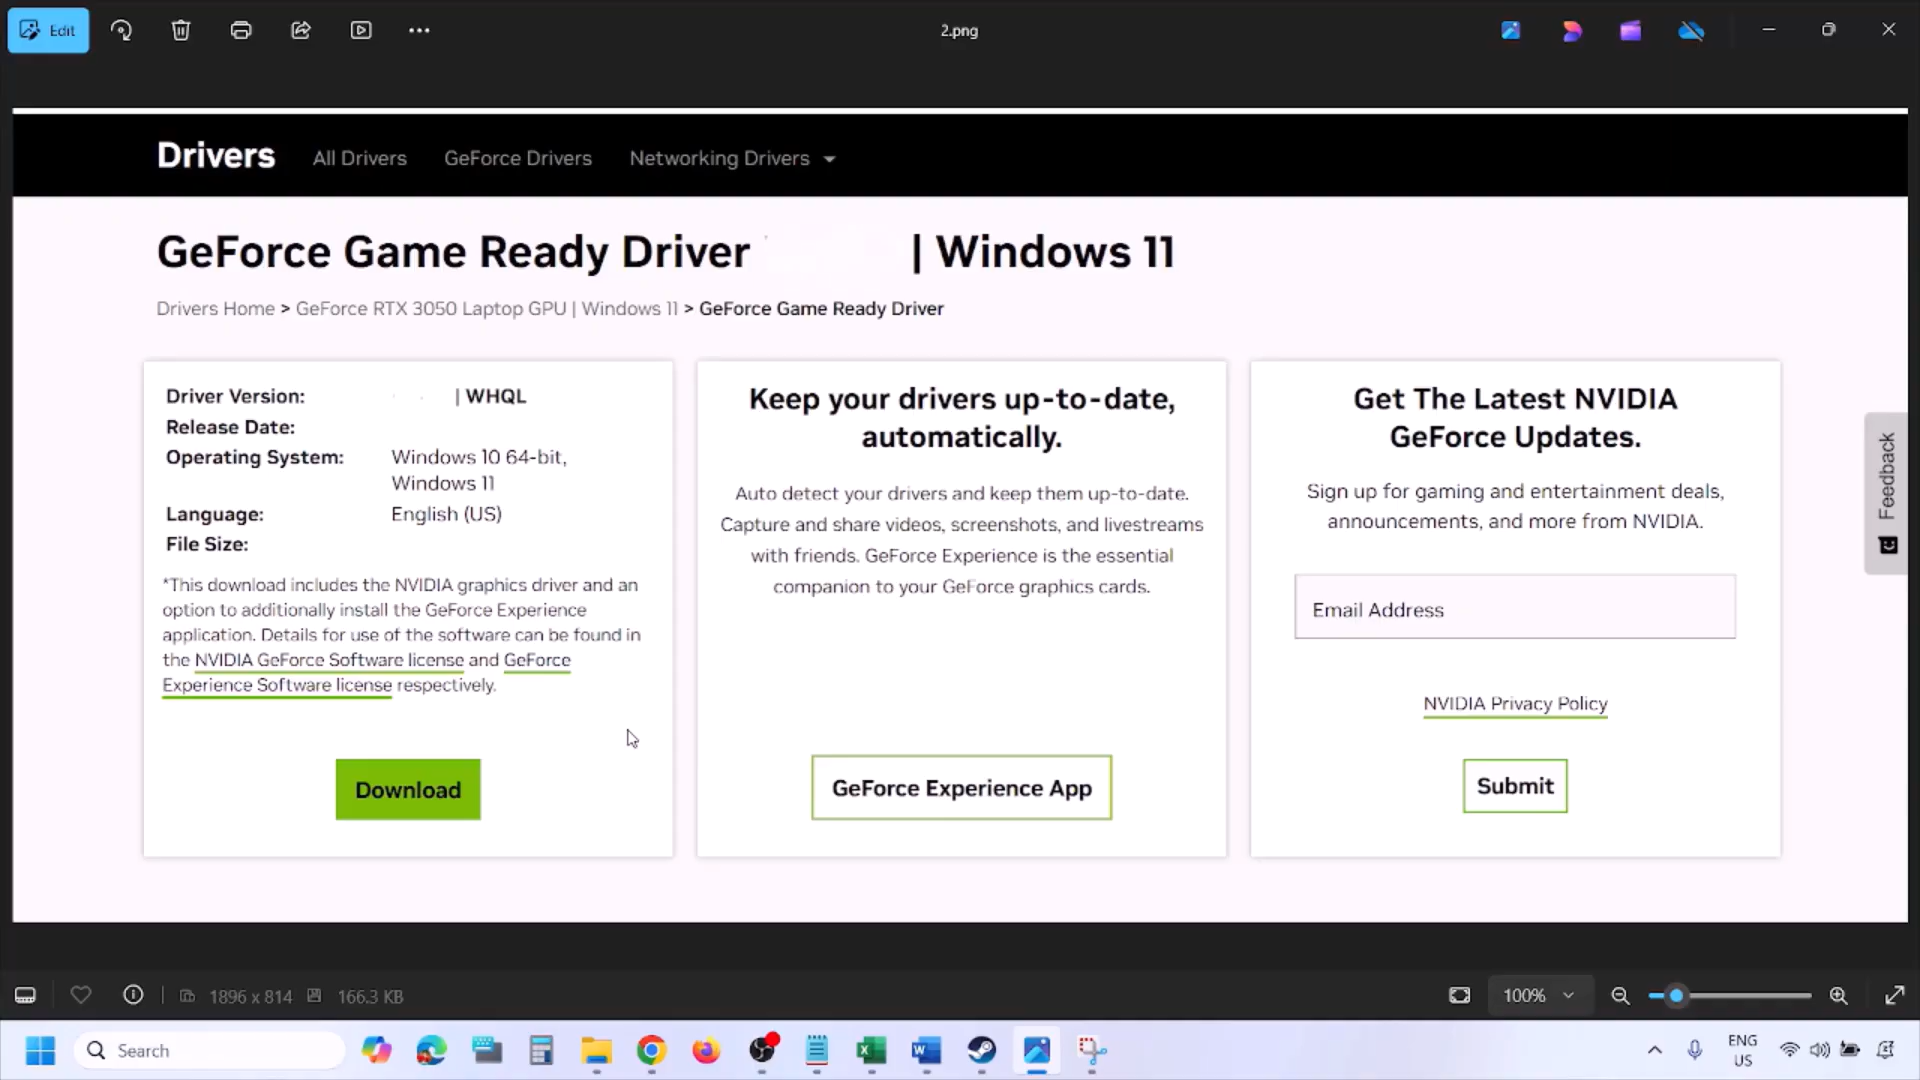 Edit
2.png
Drivers All Drivers GeForce Drivers Networking Drivers
GeForce Game Ready Driver | Windows 11
Drivers Home > GeForce RTX 3050 Laptop GPU | Windows 11 > GeForce Game Ready Driver
Driver Version: | WHQL
Release Date:
Operating System: Windows 10 64-bit,
Windows 11
Language: English (US)
File Size:
*This download includes the NVIDIA graphics driver and an
option to additionally install the GeForce Experience
application. Details for use of the software can be found in
the NVIDIA GeForce Software license and GeForce
Experience Software license respectively.
Download
Keep your drivers up-to-date,
automatically.
Auto detect your drivers and keep them up-to-date.
Capture and share videos, screenshots, and livestreams
with friends. GeForce Experience is the essential
companion to your GeForce graphics cards.
GeForce Experience App
Get The Latest NVIDIA
GeForce Updates.
Sign up for gaming and entertainment deals,
announcements, and more from NVIDIA.
Email Address
NVIDIA Privacy Policy
Submit
Feedback
1896 x 814 166.3 KB
100%
Search
ENG
US